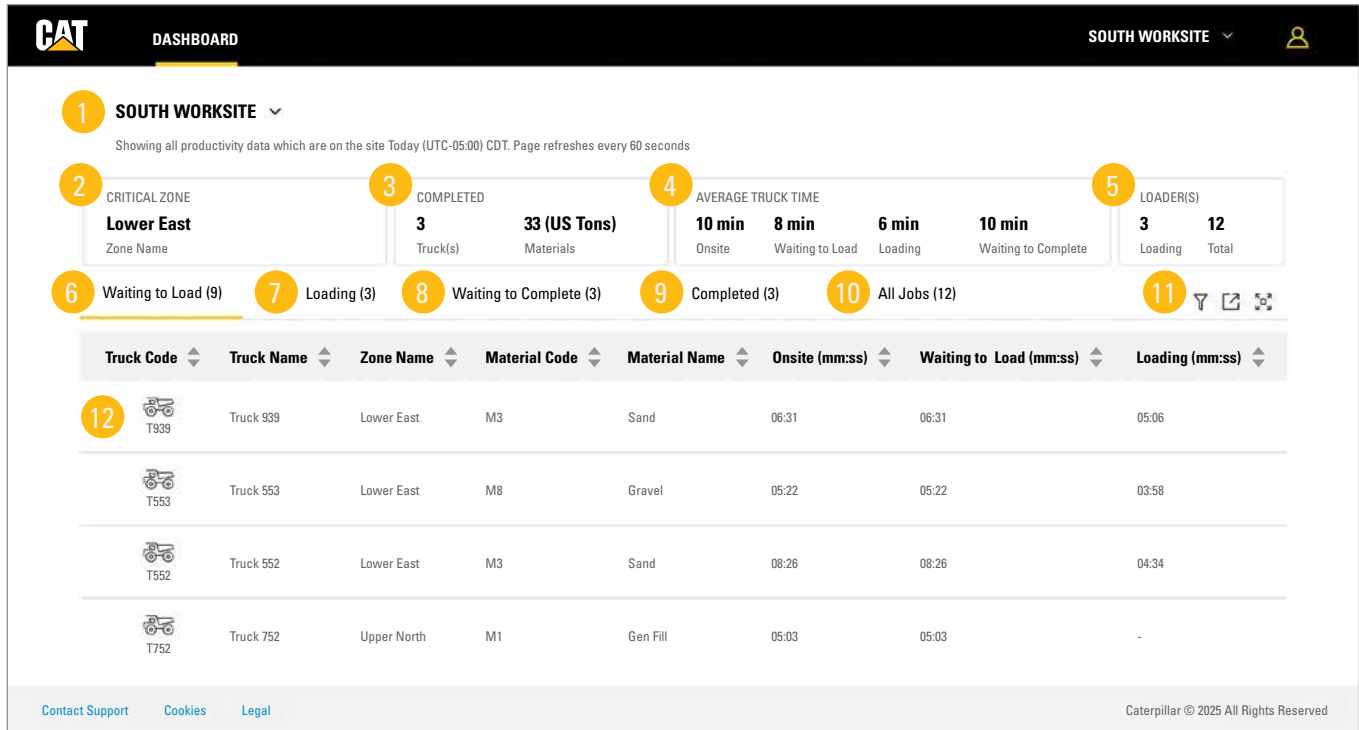 CAT DASHBOARD SOUTH WORKSITE
1 SOUTH WORKSITE
Showing all productivity data which are on the site Today (UTC-05:00) CDT. Page refreshes every 60 seconds
2 3 4 5
CRITICAL ZONE COMPLETED AVERAGE TRUCK TIME LOADER(S)
Lower East 3 33 (US Tons) 10 min 8 min 6 min 10 min 3 12
Zone Name Truck(s) Materials Onsite Waiting to Load Loading Waiting to Complete Loading Total
6 Waiting to Load (9) 7 Loading (3) 8 Waiting to Complete (3) 9 Completed (3) 10 All Jobs (12) 11
Truck Code Truck Name Zone Name Material Code Material Name Onsite (mm:ss) Waiting to Load (mm:ss) Loading (mm:ss)
12 T939 Truck 939 Lower East M3 Sand 06:31 06:31 05:06
T553 Truck 553 Lower East M8 Gravel 05:22 05:22 03:58
T552 Truck 552 Lower East M3 Sand 08:26 08:26 04:34
T752 Truck 752 Upper North M1 Gen Fill 05:03 05:03 -
Contact Support Cookies Legal Caterpillar © 2025 All Rights Reserved